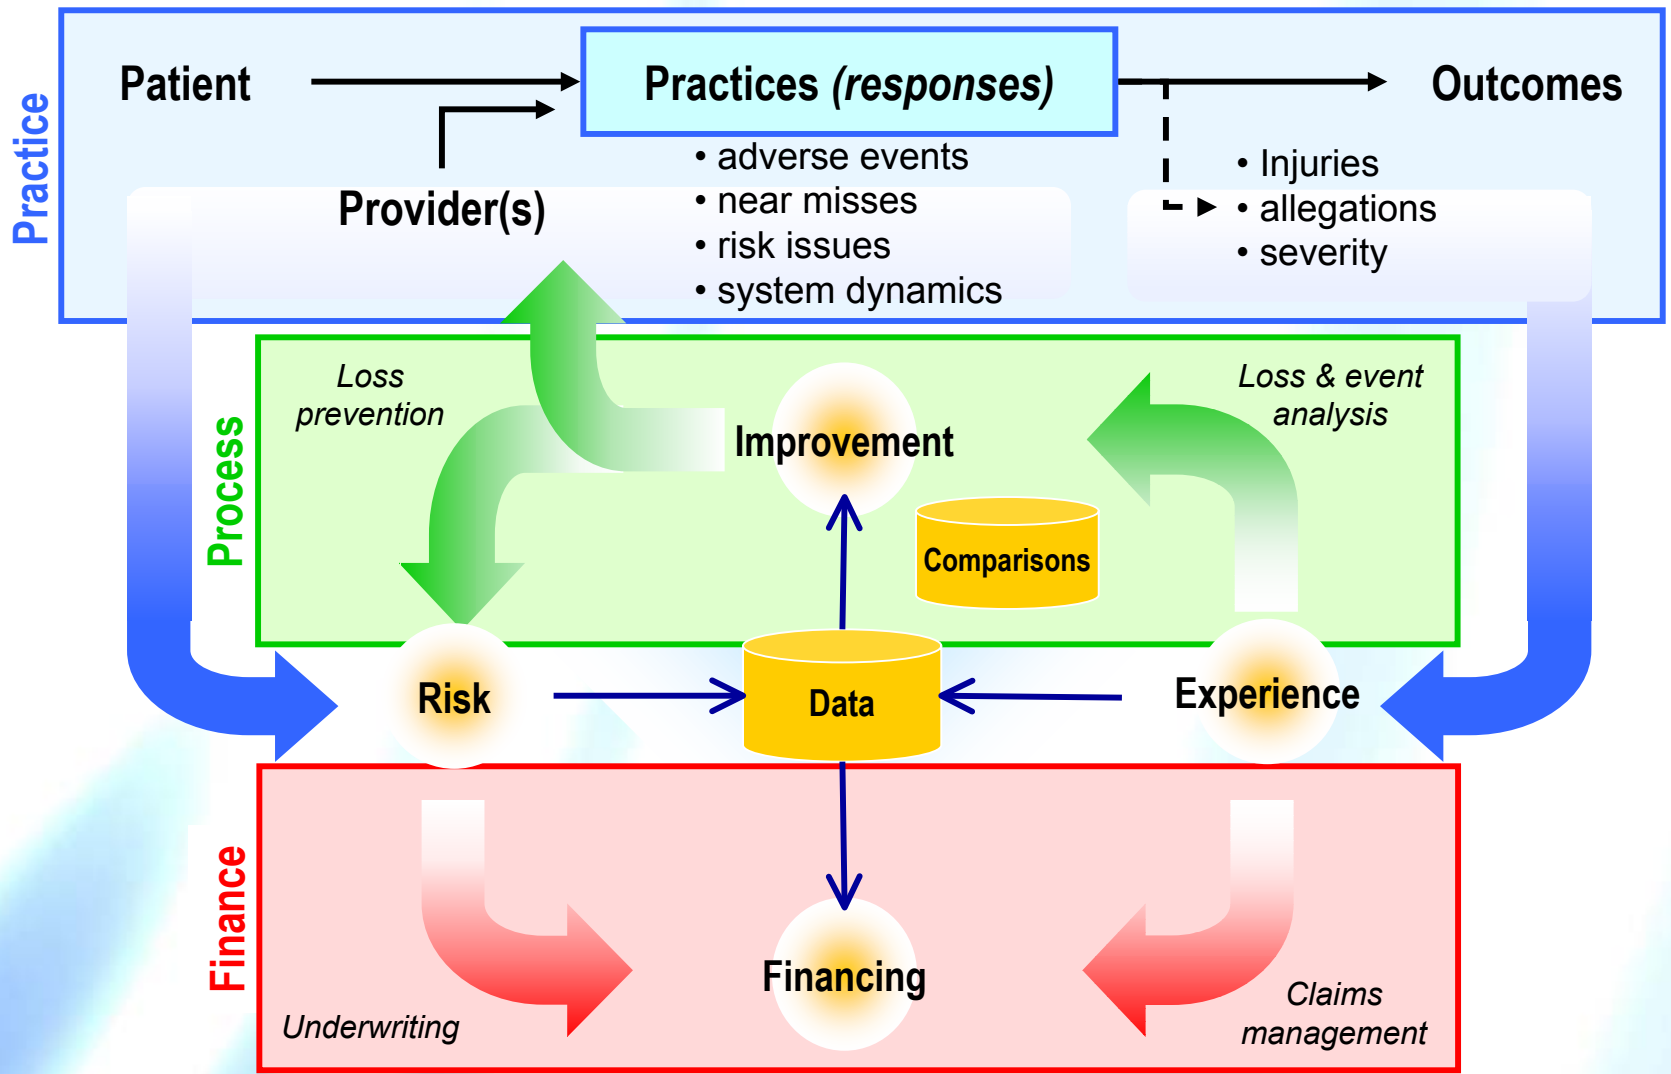 Practice
Patient
Practices (responses)
Outcomes
Provider(s)
• adverse events
• near misses
• risk issues
• system dynamics
• Injuries
• allegations
• severity
Process
Loss
prevention
Improvement
Loss & event
analysis
Comparisons
Risk
Data
Experience
Finance
Underwriting
Financing
Claims
management